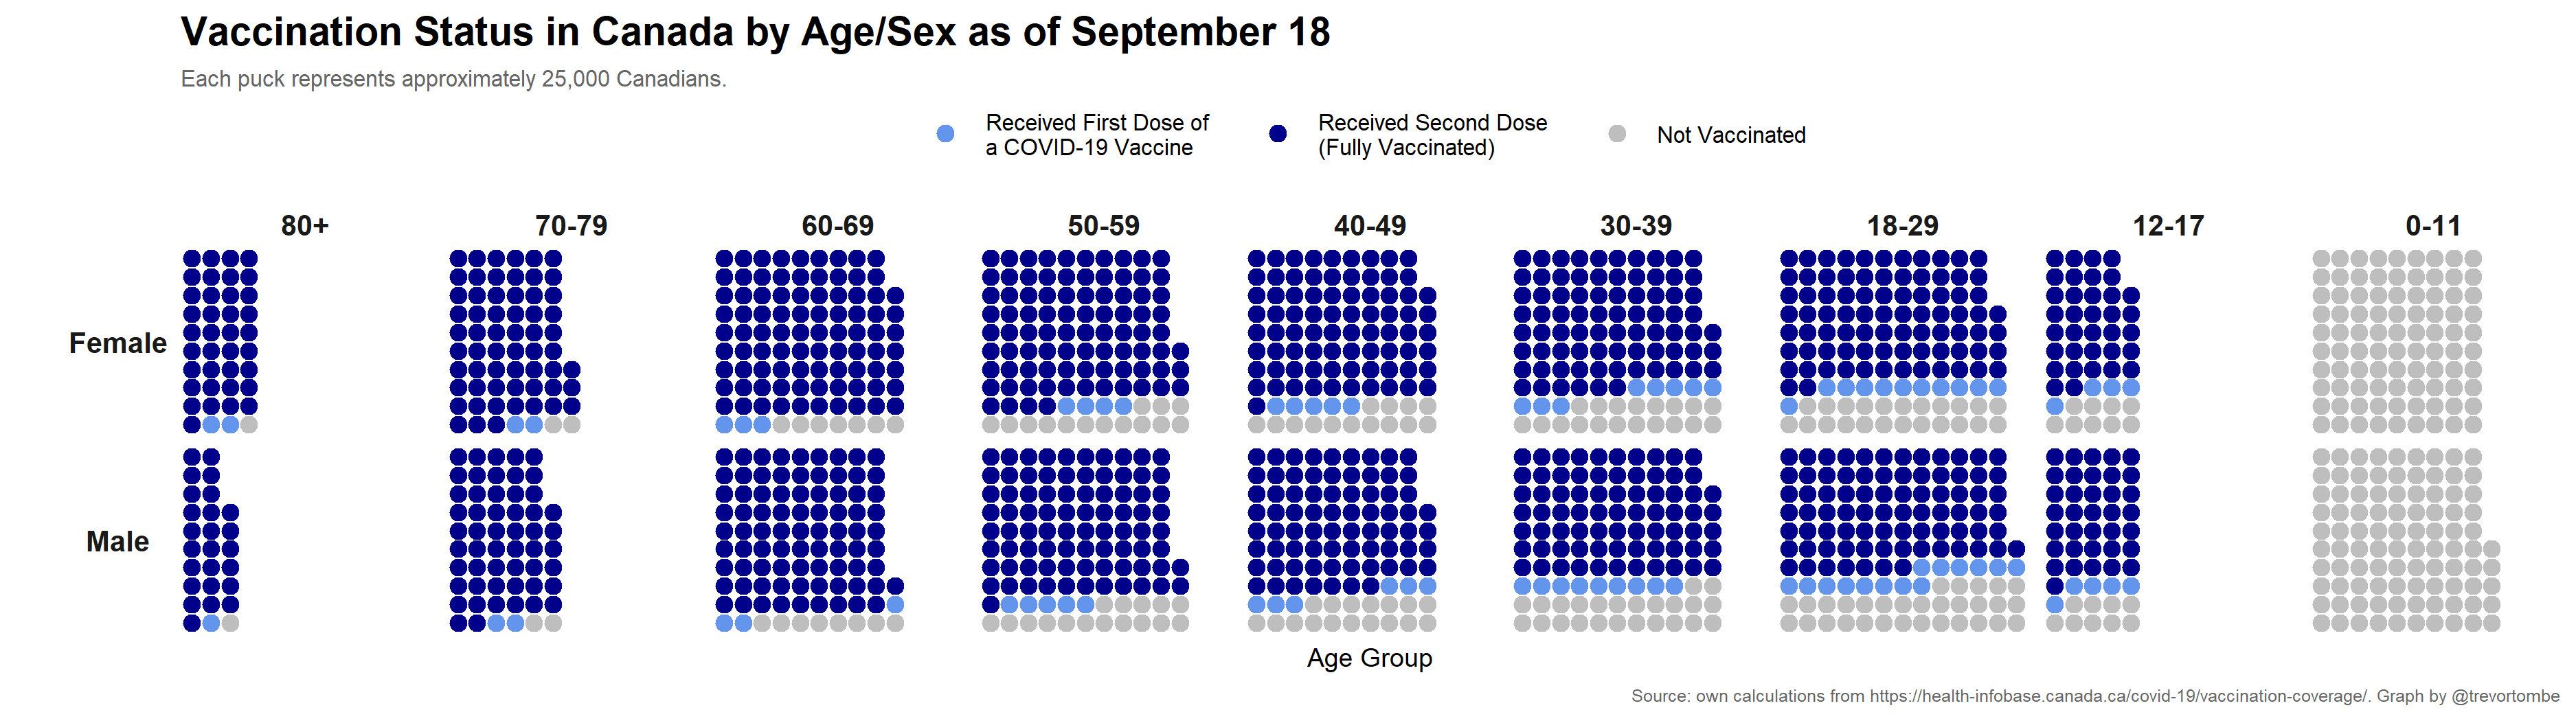 Vaccination Status in Canada by Age/Sex as of September 18
Each puck represents approximately 25,000 Canadians.
Received First Dose of
a COVID-19 Vaccine
Received Second Dose
(Fully Vaccinated)
Not Vaccinated
80+ 70-79 60-69 50-59 40-49 30-39 18-29 12-17 0-11
Female
Male
Age Group
Source: own calculations from https://health-infobase.canada.ca/covid-19/vaccination-coverage/. Graph by @trevortombe